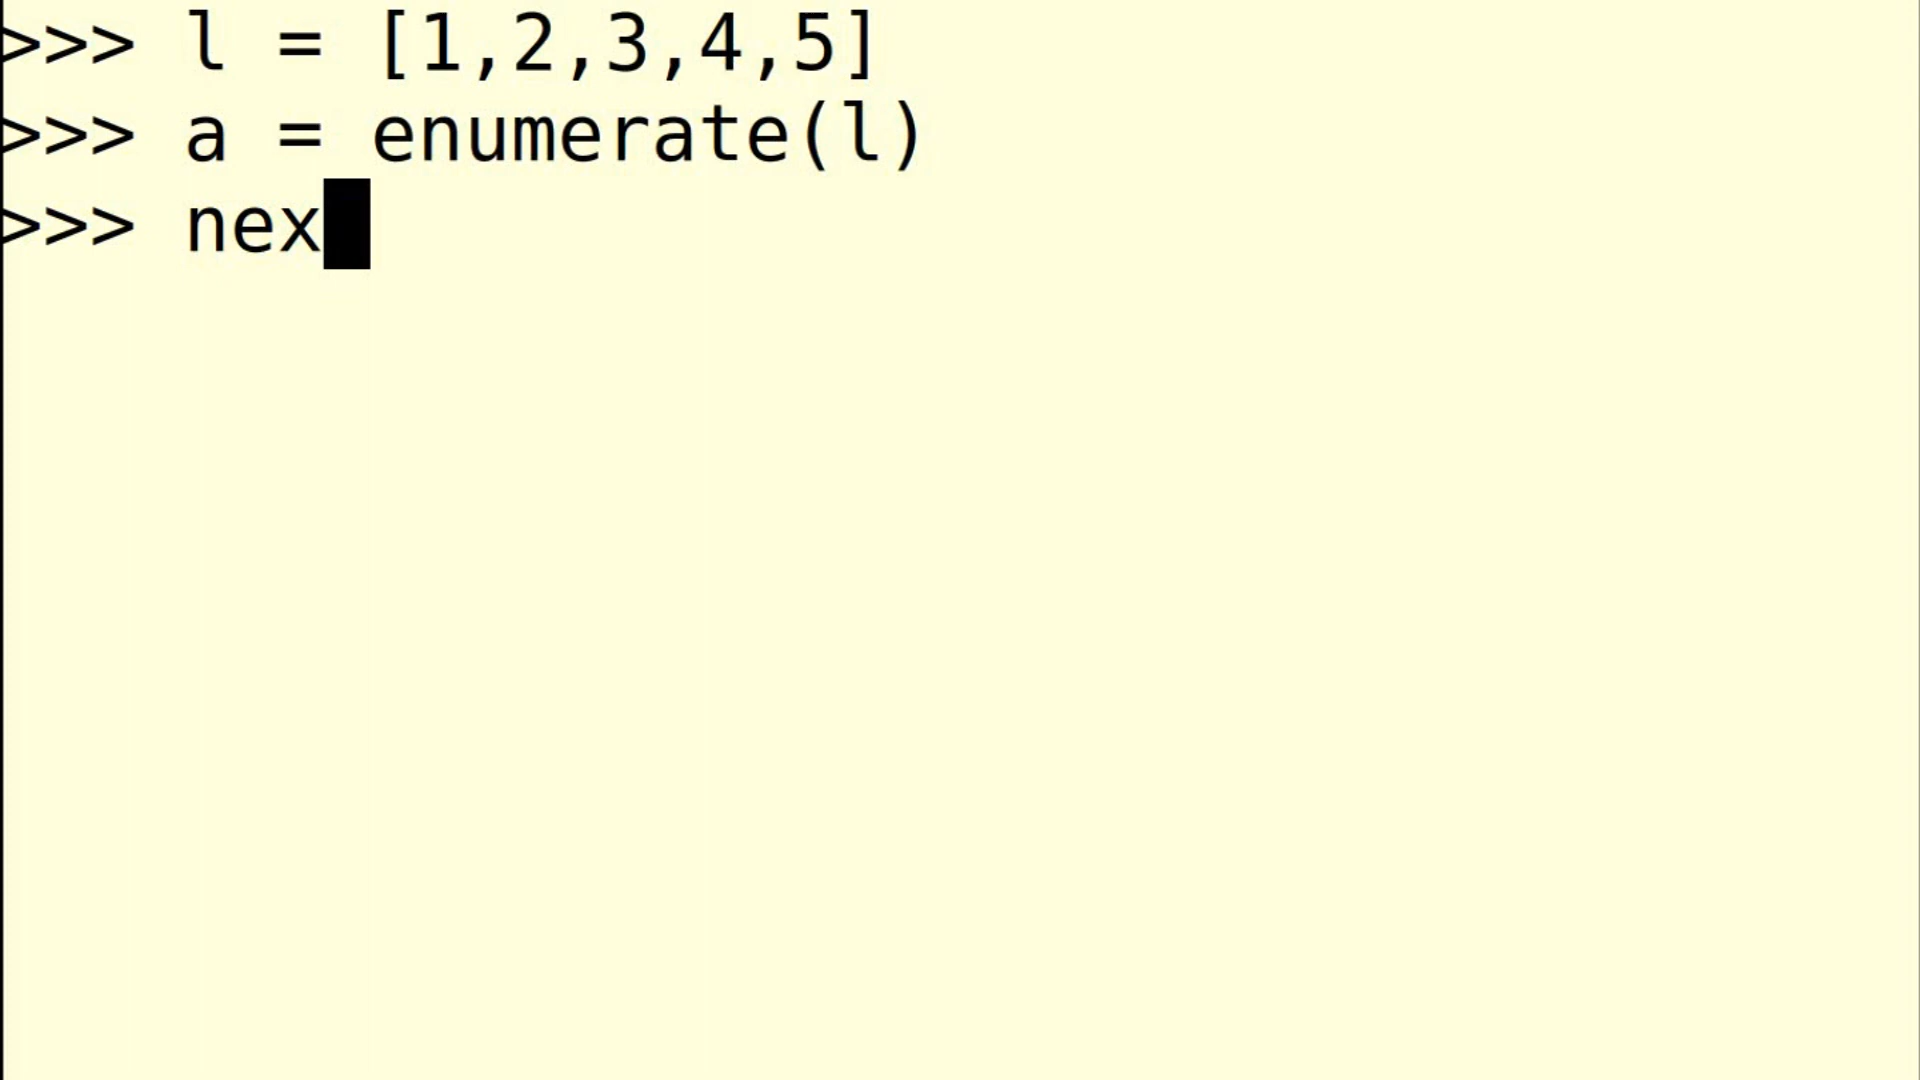 >>> l = [1,2,3,4,5]
>>> a = enumerate(l)
>>> nex